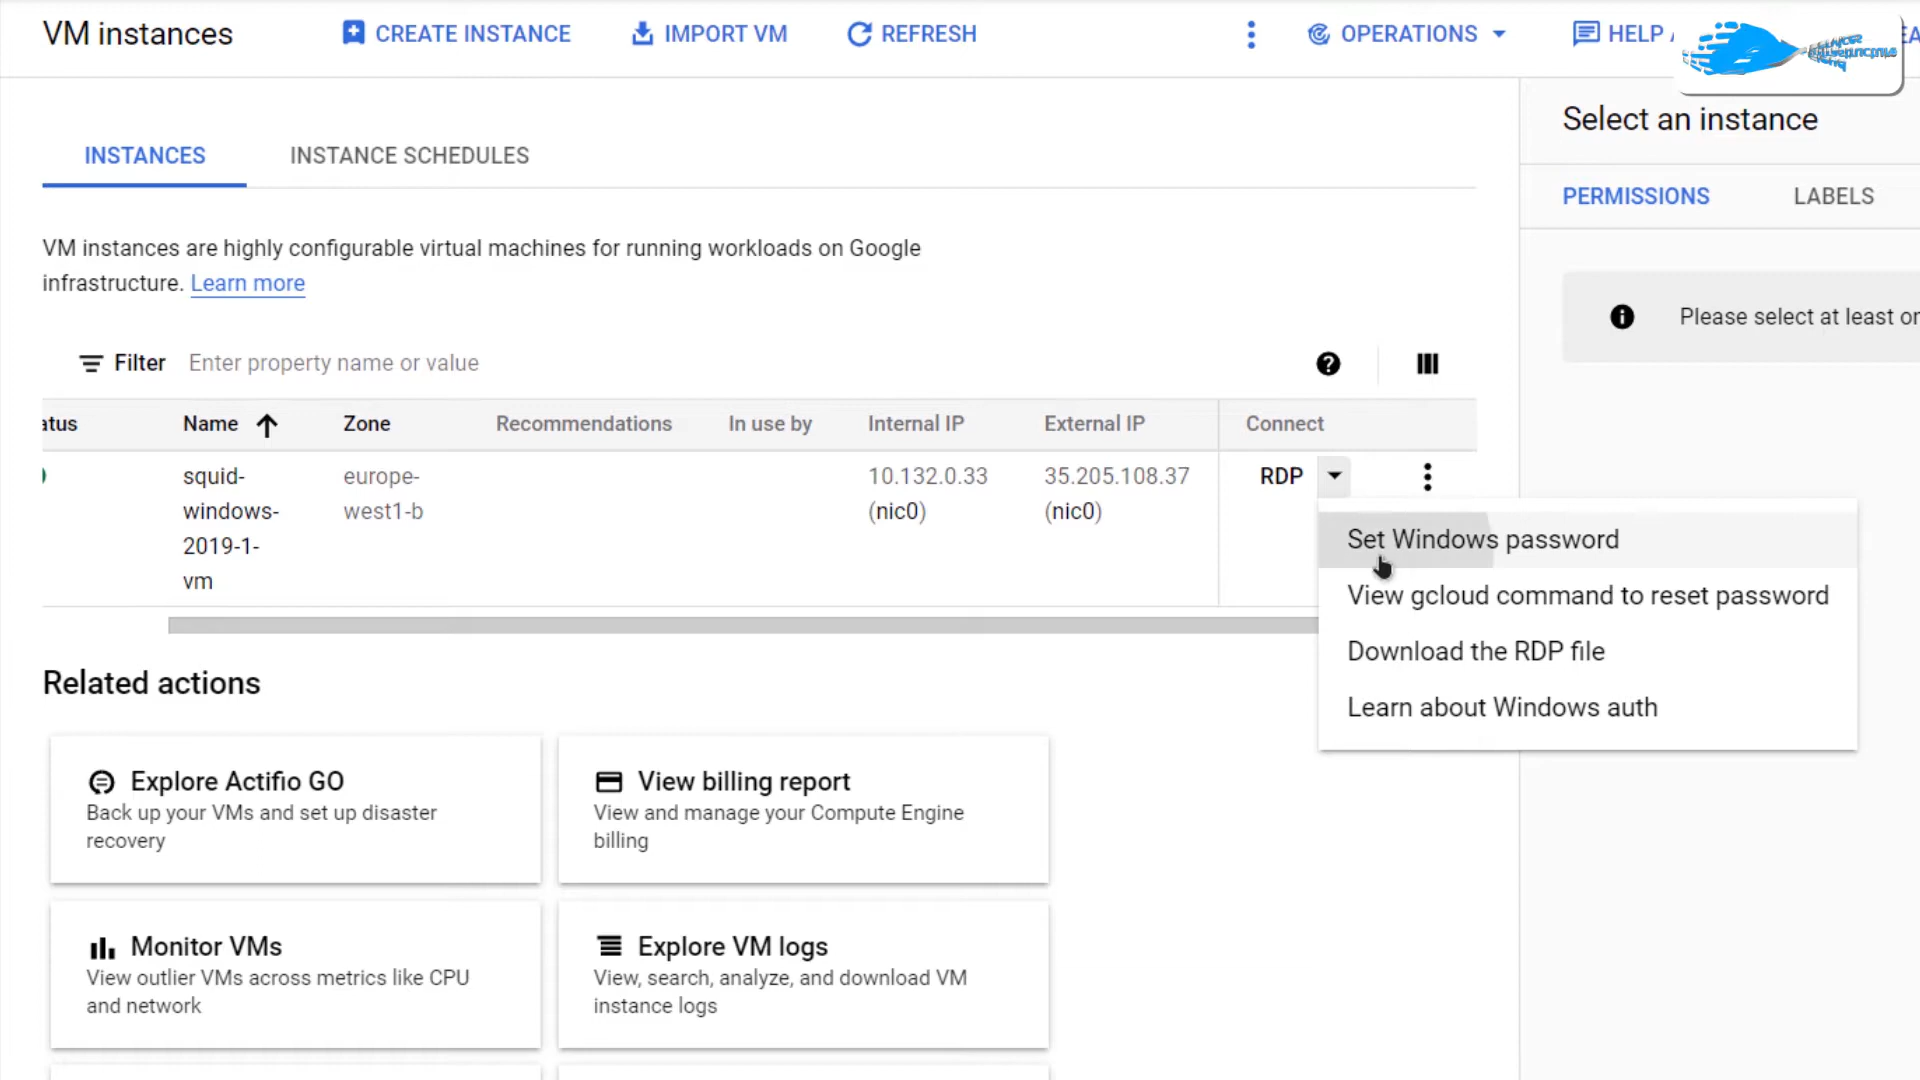 VM instances
CREATE INSTANCE
IMPORT VM
REFRESH
OPERATIONS
HELP
Select an instance
INSTANCES
INSTANCE SCHEDULES
PERMISSIONS
LABELS
VM instances are highly configurable virtual machines for running workloads on Google
infrastructure. Learn more
Please select at least
Filter
Enter property name or value
atus
Name
Zone
Recommendations
In use by
Internal IP
External IP
Connect
squid-
windows-
2019-1-
vm
europe-
west1-b
10.132.0.33
(nic0)
35.205.108.37
(nic0)
RDP
Set Windows password
View gcloud command to reset password
Download the RDP file
Learn about Windows auth
Related actions
Explore Actifio GO
Back up your VMs and set up disaster
recovery
View billing report
View and manage your Compute Engine
billing
Monitor VMs
View outlier VMs across metrics like CPU
and network
Explore VM logs
View, search, analyze, and download VM
instance logs